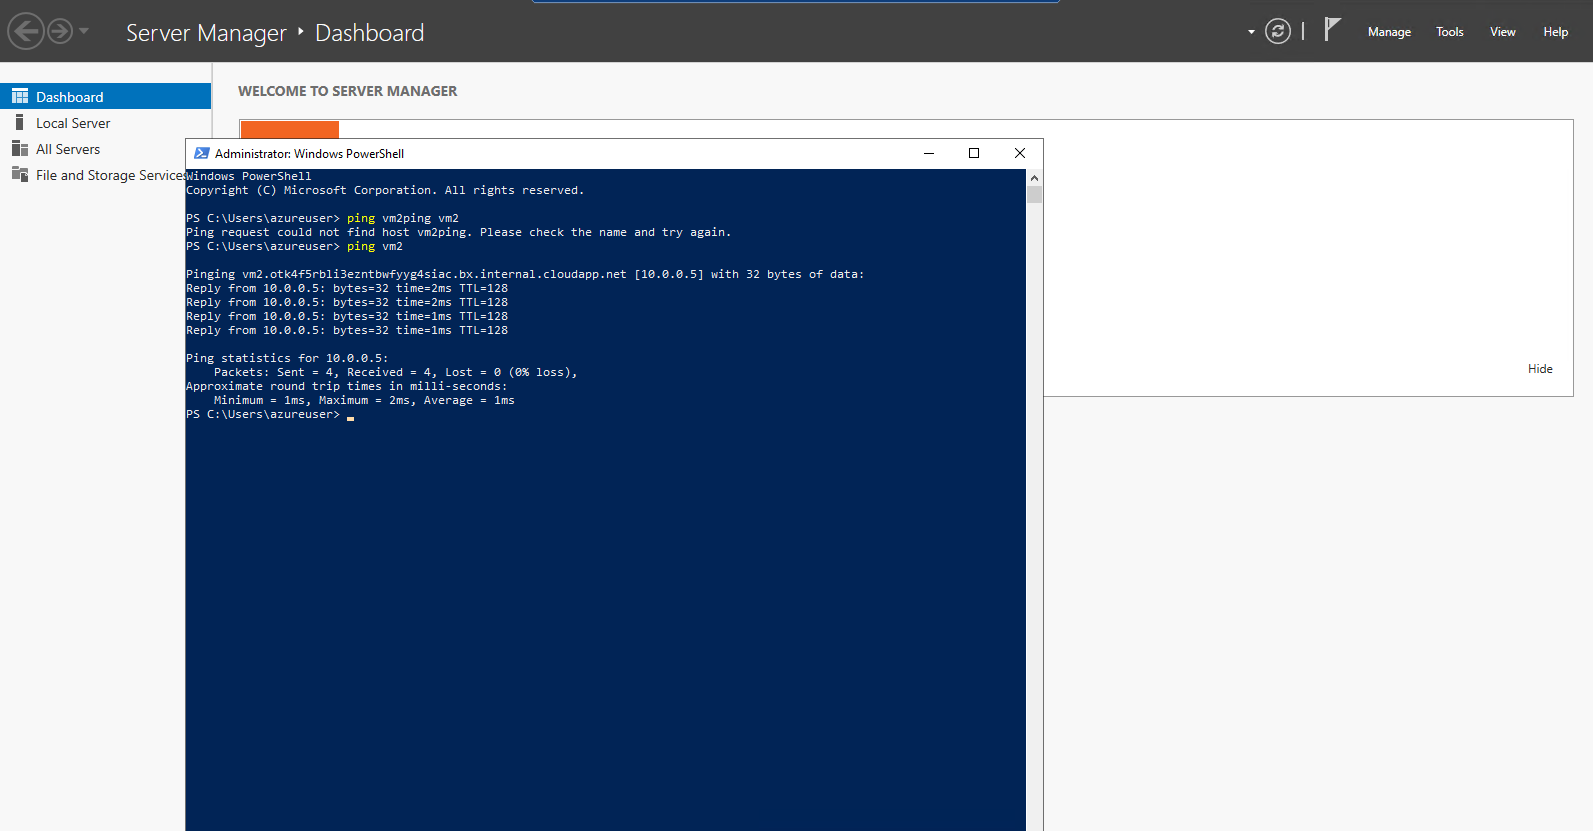 Server Manager ‣ Dashboard
Manage
Tools
View
Help
Dashboard
Local Server
All Servers
File and Storage Services
WELCOME TO SERVER MANAGER
Hide
Administrator: Windows PowerShell
Windows PowerShell
Copyright (C) Microsoft Corporation. All rights reserved.
PS C:\Users\azureuser> ping vm2ping vm2
Ping request could not find host vm2ping. Please check the name and try again.
PS C:\Users\azureuser> ping vm2
Pinging vm2.otk4f5rbli3ezntbwfyyg4siac.bx.internal.cloudapp.net [10.0.0.5] with 32 bytes of data:
Reply from 10.0.0.5: bytes=32 time=2ms TTL=128
Reply from 10.0.0.5: bytes=32 time=2ms TTL=128
Reply from 10.0.0.5: bytes=32 time=1ms TTL=128
Reply from 10.0.0.5: bytes=32 time=1ms TTL=128
Ping statistics for 10.0.0.5:
    Packets: Sent = 4, Received = 4, Lost = 0 (0% loss),
Approximate round trip times in milli-seconds:
    Minimum = 1ms, Maximum = 2ms, Average = 1ms
PS C:\Users\azureuser>